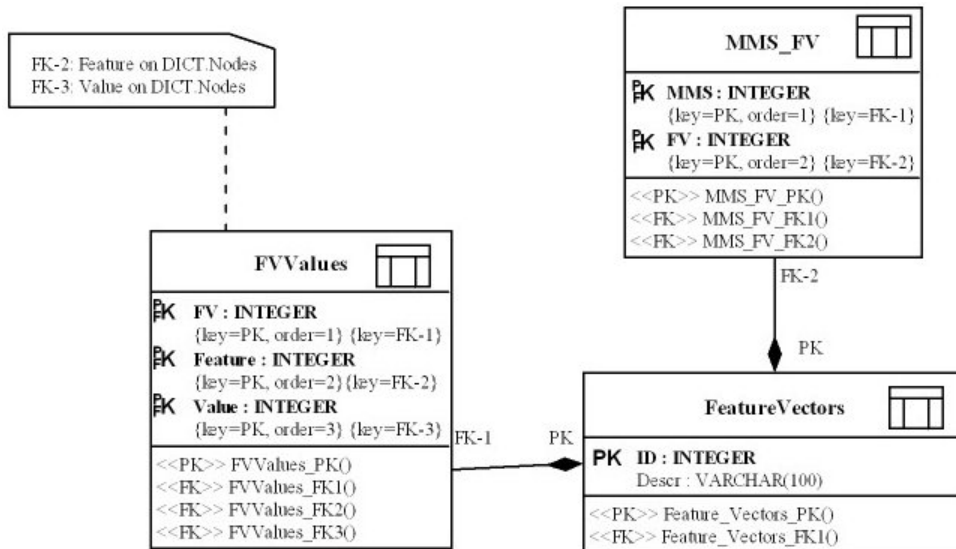 FK-2: Feature on DICT.Nodes
FK-3: Value on DICT.Nodes
MMS_FV
PK MMS : INTEGER
{key=PK, order=1} {key=FK-1}
PK FV : INTEGER
{key=PK, order=2} {key=FK-2}
<<PK>> MMS_FV_PK()
<<FK>> MMS_FV_FK1()
<<FK>> MMS_FV_FK2()
FK-2
PK
FVValues
PK FV : INTEGER
{key=PK, order=1} {key=FK-1}
PK Feature : INTEGER
{key=PK, order=2}{key=FK-2}
PK Value : INTEGER
{key=PK, order=3} {key=FK-3}
<<PK>> FVValues_PK()
<<FK>> FVValues_FK1()
<<FK>> FVValues_FK2()
<<FK>> FVValues_FK3()
FK-1
PK
FeatureVectors
PK ID : INTEGER
Descr : VARCHAR(100)
<<PK>> Feature_Vectors_PK()
<<FK>> Feature_Vectors_FK1()